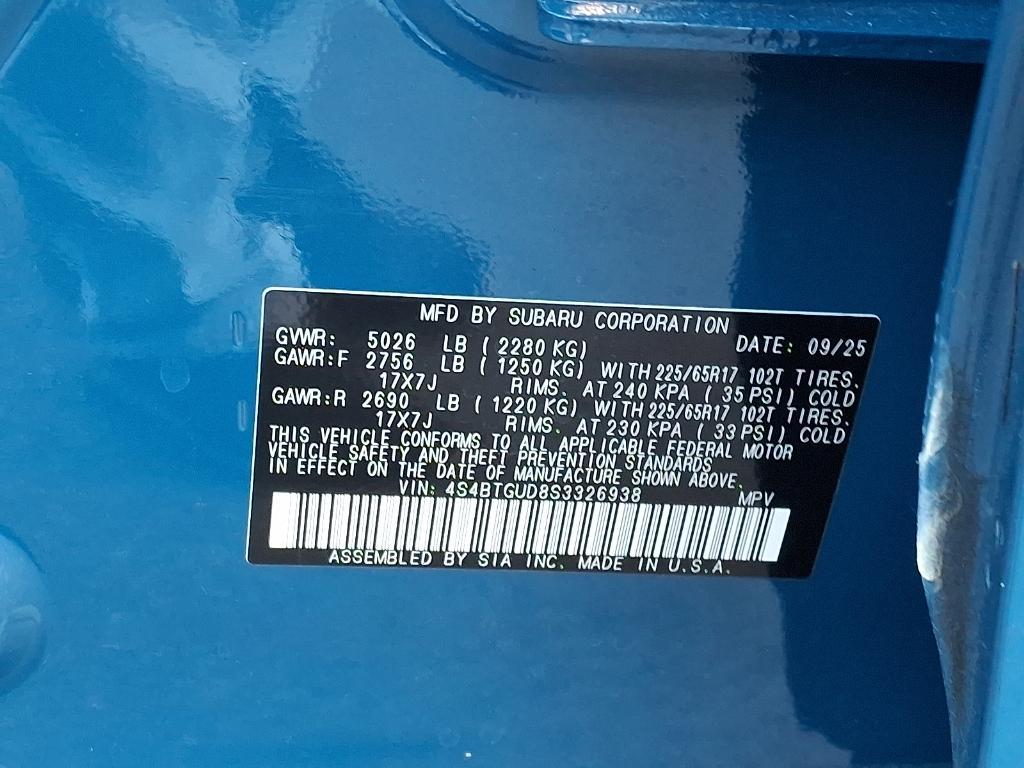 MFD BY SUBARU CORPORATION
GVWR: 5026 LB ( 2280 KG) DATE: 09/25
GAWR:F 2756 LB ( 1250 KG) WITH 225/65R17 102T TIRES.
17X7J RIMS. AT 240 KPA ( 35 PSI) COLD
GAWR:R 2690 LB ( 1220 KG) WITH 225/65R17 102T TIRES.
17X7J RIMS. AT 230 KPA ( 33 PSI) COLD
THIS VEHICLE CONFORMS TO ALL APPLICABLE FEDERAL MOTOR
VEHICLE SAFETY AND THEFT PREVENTION STANDARDS
IN EFFECT ON THE DATE OF MANUFACTURE SHOWN ABOVE.
VIN: 4S4BTGUD8S3326938 MPV
ASSEMBLED BY SIA INC. MADE IN U.S.A.